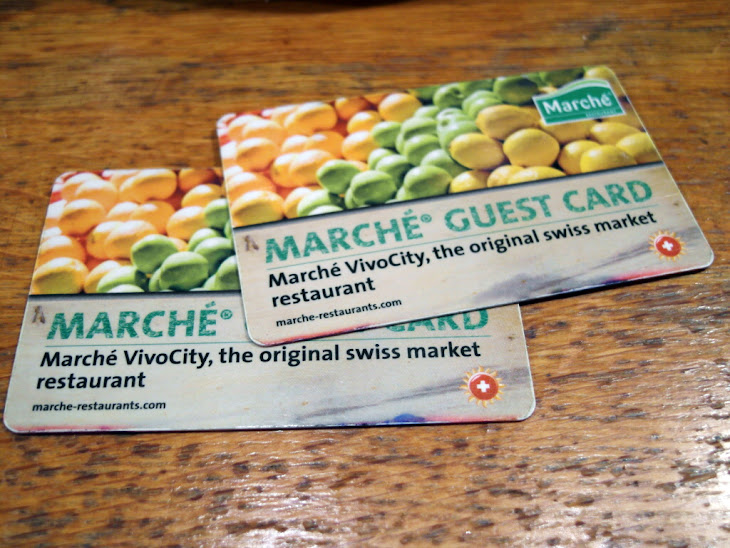 Marché
MARCHÉ® GUEST CARD
Marché VivoCity, the original swiss market
restaurant
marche-restaurants.com
MARCHÉ® CARD
Marché VivoCity, the original swiss market
restaurant
marche-restaurants.com